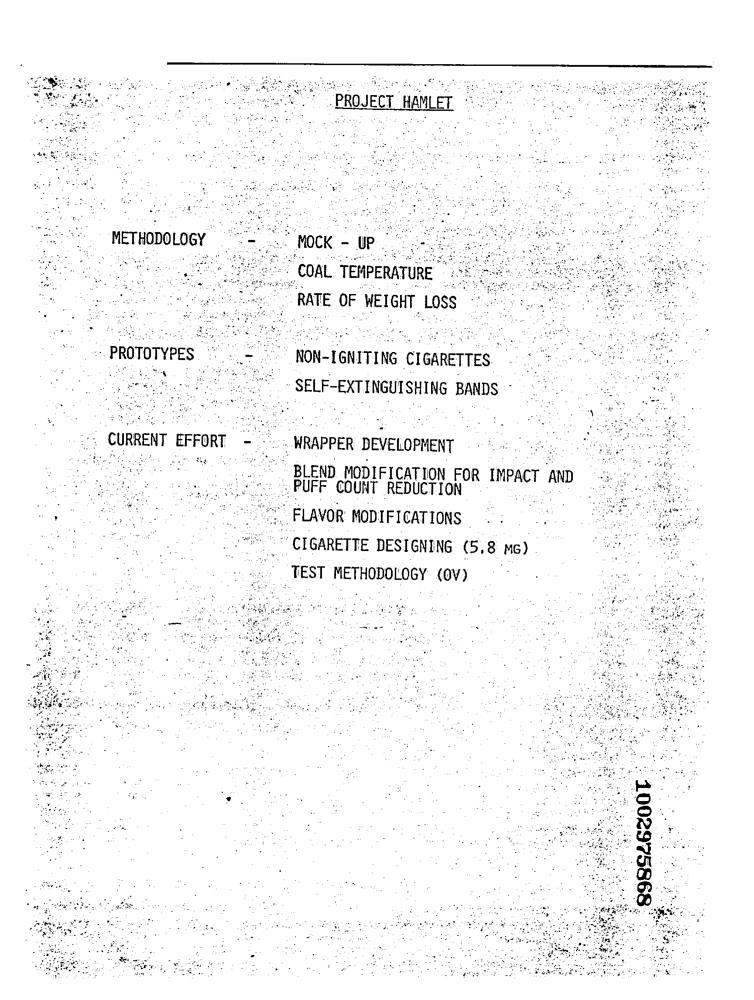 PROJECT HAMLET
METHODOLOGY - MOCK - UP
COAL TEMPERATURE
RATE OF WEIGHT LOSS
PROTOTYPES - NON-IGNITING CIGARETTES
SELF-EXTINGUISHING BANDS
CURRENT EFFORT - WRAPPER DEVELOPMENT
BLEND MODIFICATION FOR IMPACT AND
PUFF COUNT REDUCTION
FLAVOR MODIFICATIONS
CIGARETTE DESIGNING (5.8 MG)
TEST METHODOLOGY (OV)
1002975868